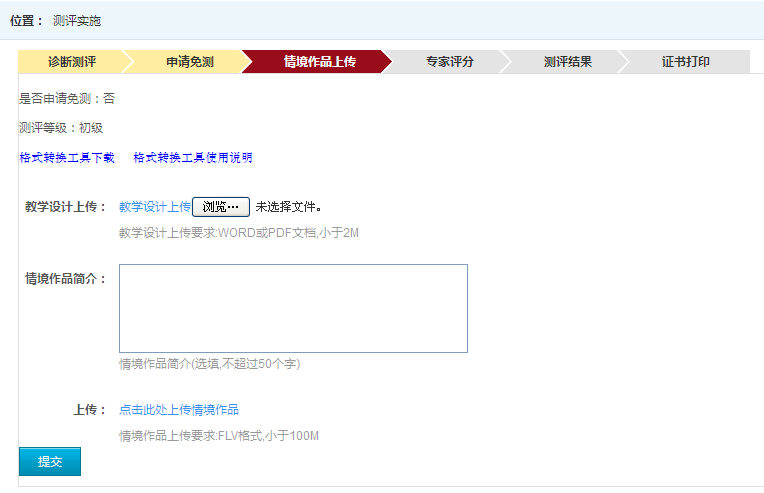 位置： 测评实施
诊断测评 申请免测 情境作品上传 专家评分 测评结果 证书打印
是否申请免测：否
测评等级：初级
格式转换工具下载 格式转换工具使用说明
教学设计上传： 教学设计上传 浏览… 未选择文件。
教学设计上传要求:WORD或PDF文档,小于2M
情境作品简介：
情境作品简介(选填,不超过50个字)
上传： 点击此处上传情境作品
情境作品上传要求:FLV格式,小于100M
提交